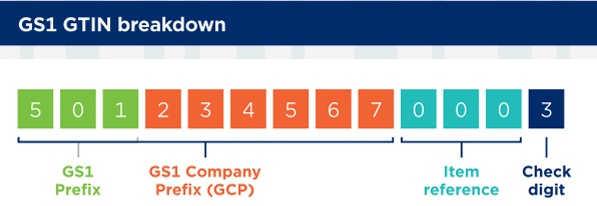 GS1 GTIN breakdown
5 0 1 2 3 4 5 6 7 0 0 0 3
GS1 Prefix
GS1 Company Prefix (GCP)
Item reference
Check digit